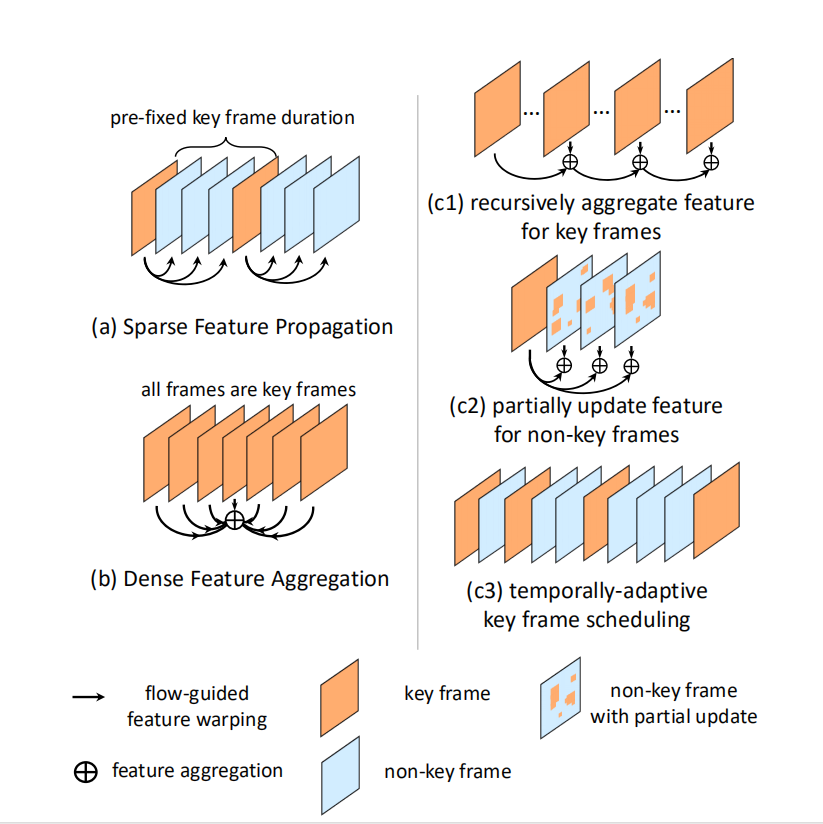 pre-fixed key frame duration
(a) Sparse Feature Propagation
all frames are key frames
(b) Dense Feature Aggregation
... ... ...
(c1) recursively aggregate feature
for key frames
(c2) partially update feature
for non-key frames
(c3) temporally-adaptive
key frame scheduling
flow-guided
feature warping
key frame
non-key frame
with partial update
feature aggregation
non-key frame